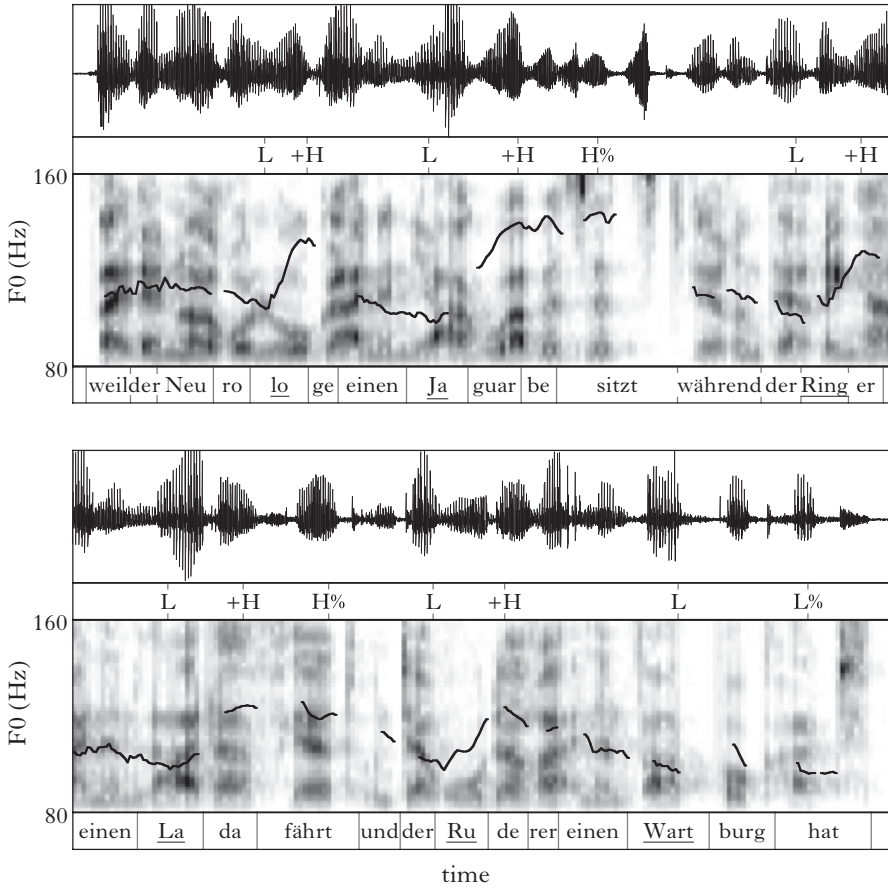 L +H L +H H% L +H
160
F0 (Hz)
80
weil der Neu ro lo ge einen Ja guar be sitzt während der Ring er
L +H H% L +H L L%
160
F0 (Hz)
80
einen La da fährt und der Ru de rer einen Wart burg hat
time